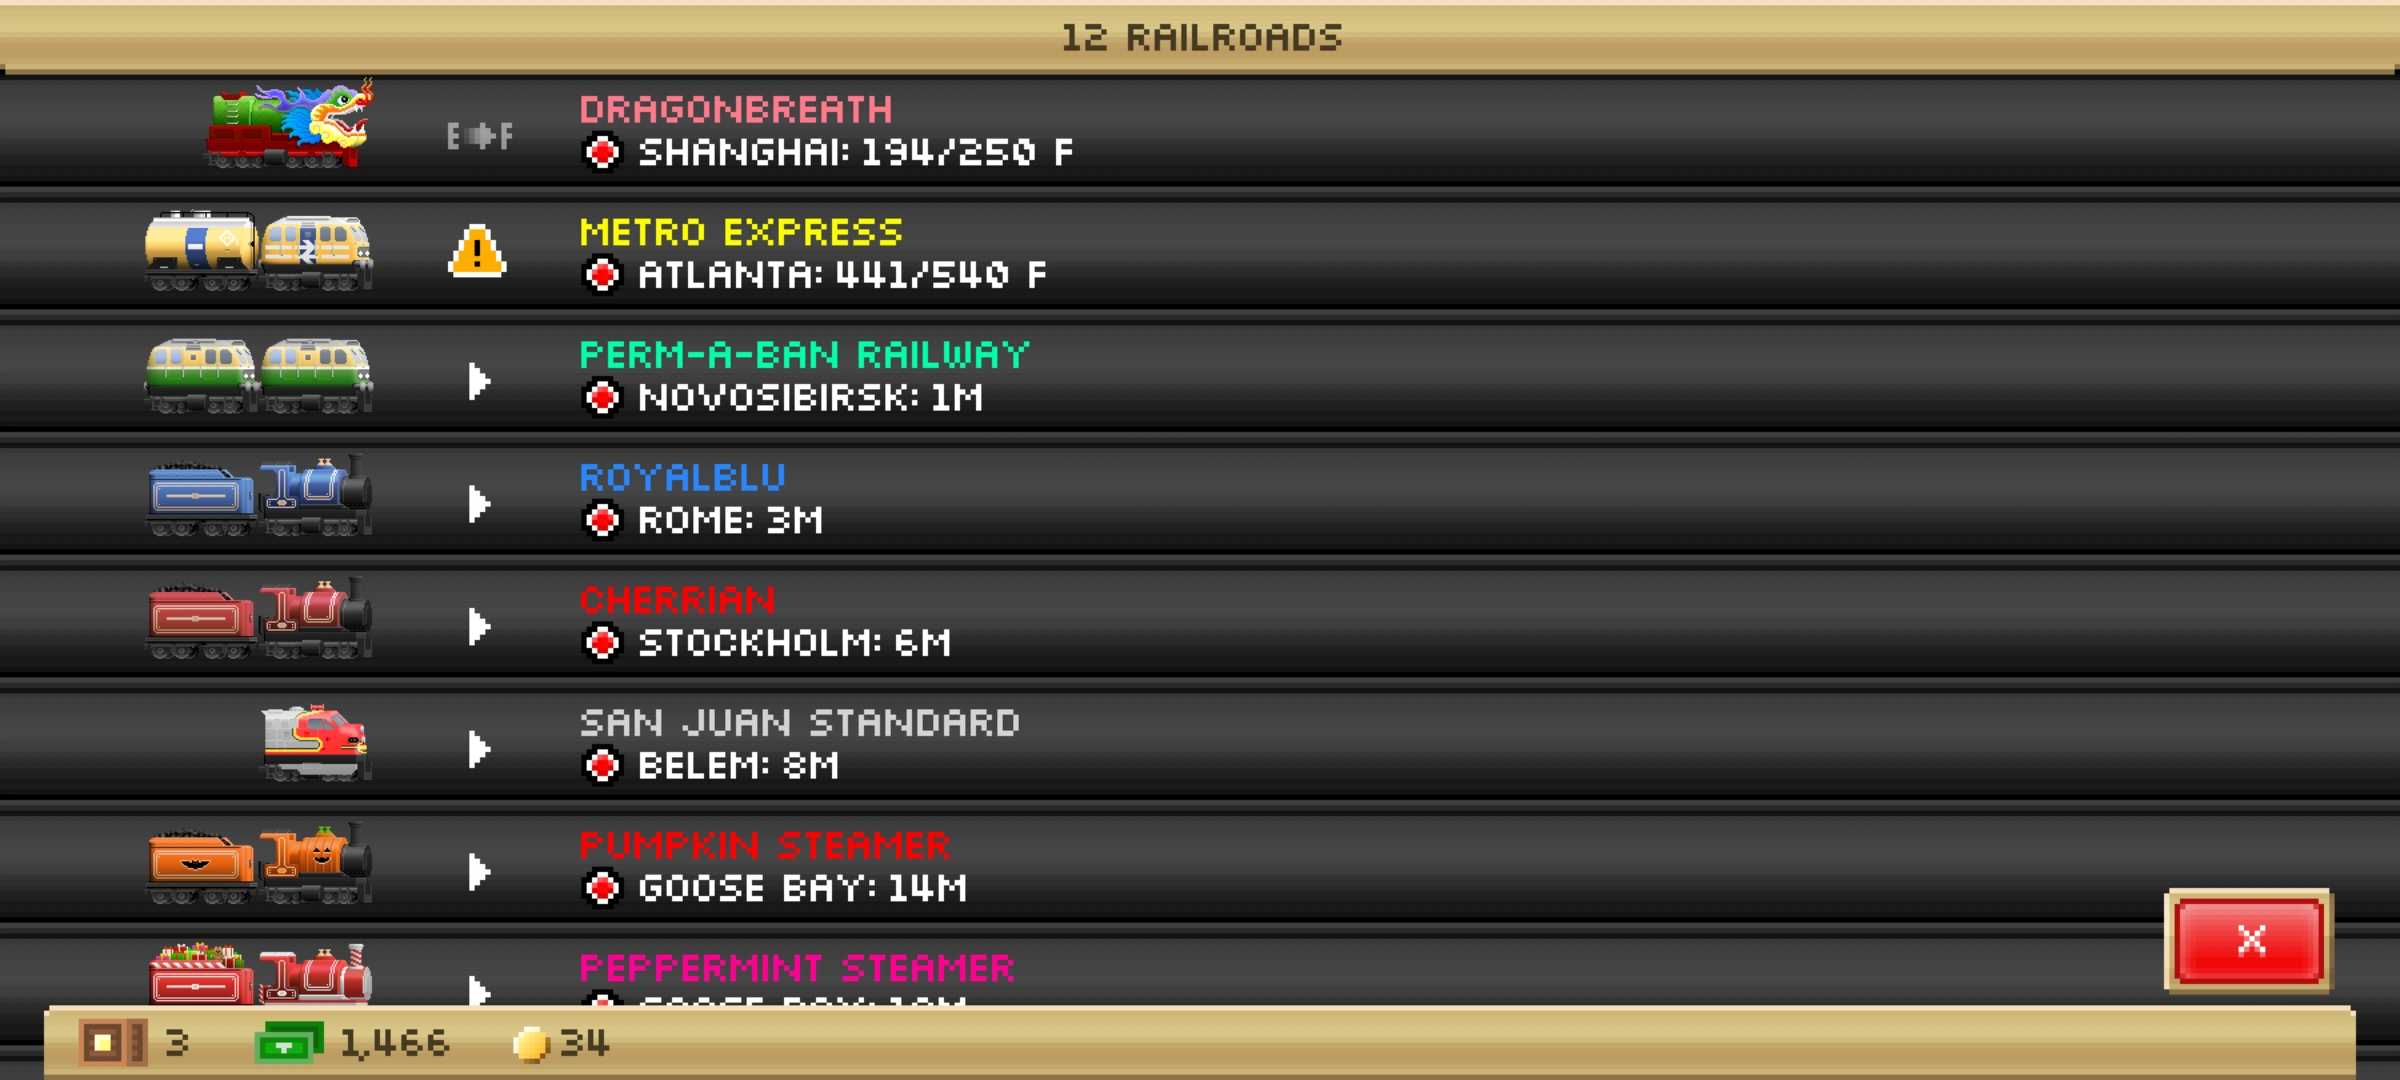 12 RAILROADS
DRAGONBREATH
E F
SHANGHAI: 194/250 F
METRO EXPRESS
ATLANTA: 441/540 F
PERM-A-BAN RAILWAY
NOVOSIBIRSK: 1M
ROYALBLU
ROME: 3M
CHERRIAN
STOCKHOLM: 6M
SAN JUAN STANDARD
BELEM: 8M
PUMPKIN STEAMER
GOOSE BAY: 14M
PEPPERMINT STEAMER
GOOSE BAY:
X
3 1,466 34